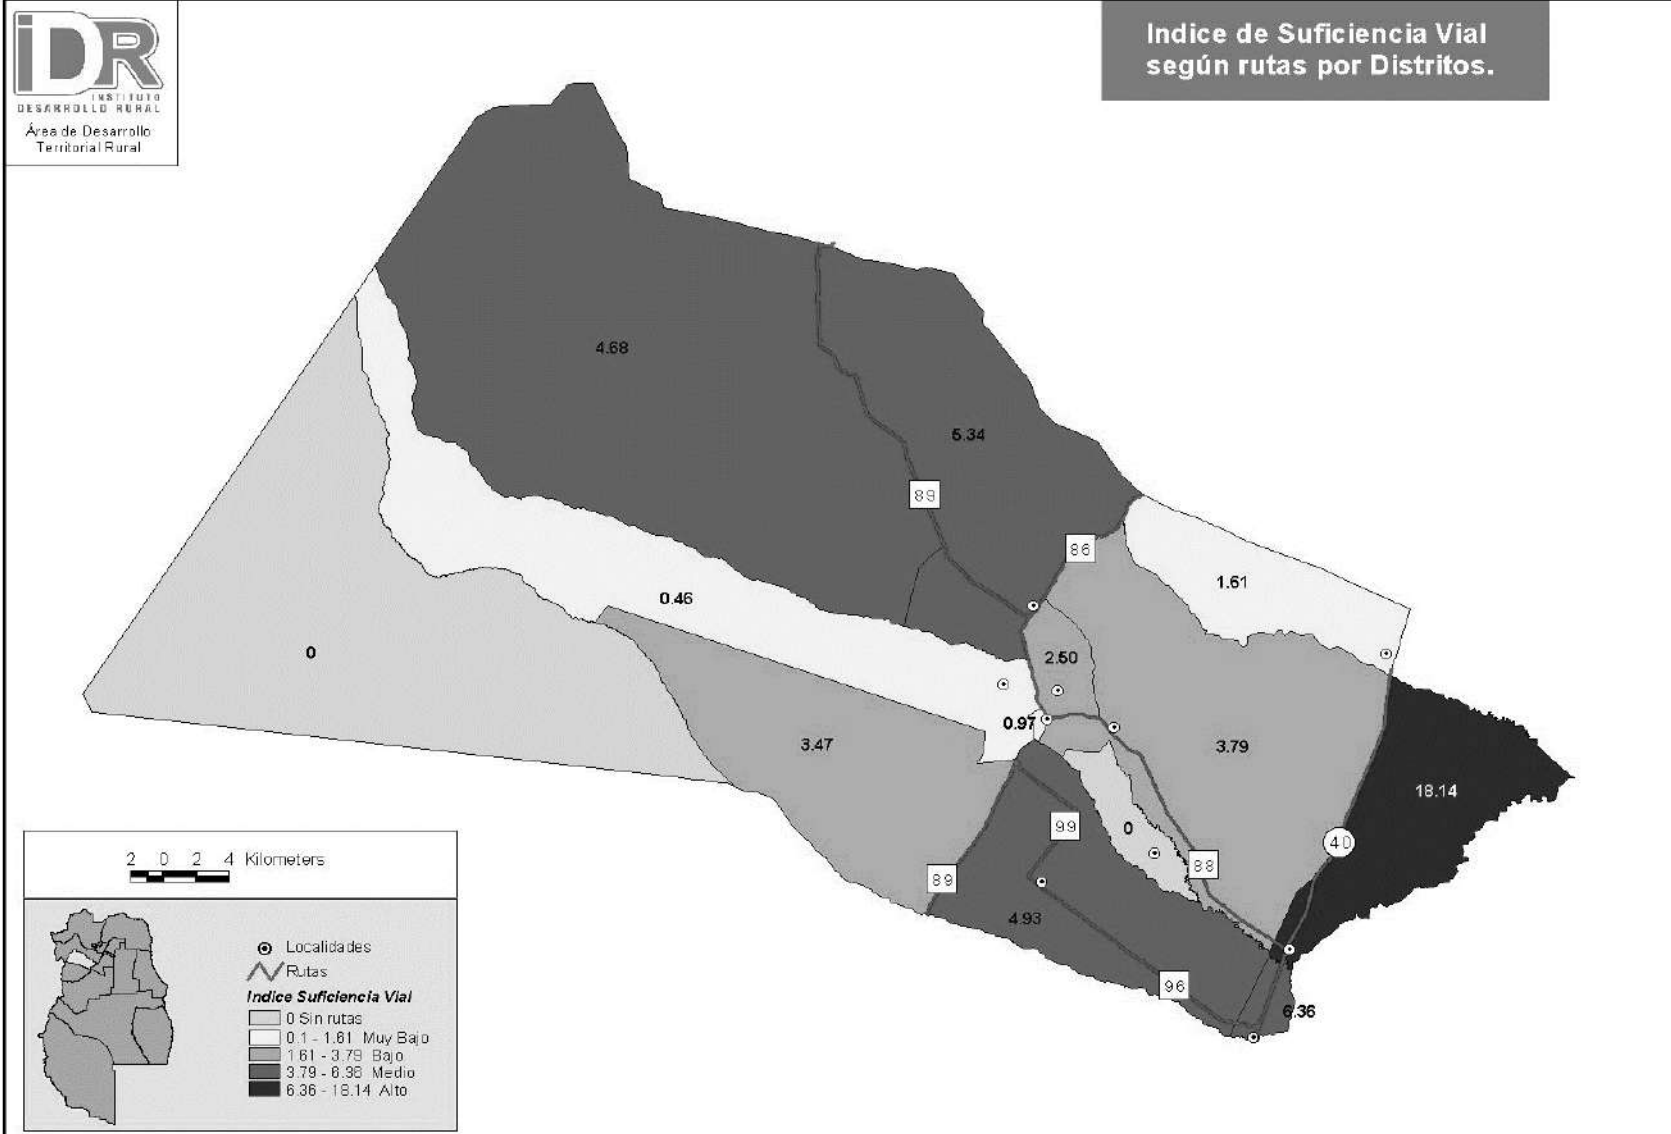 iDR
INSTITUTO
DESARROLLO RURAL
Área de Desarrollo
Territorial Rural
Indice de Suficiencia Vial
según rutas por Distritos.
4.68
5.34
89
86
1.61
0.46
0
2.50
0.97
3.47
3.79
18.14
99
0
40
89
88
4.93
96
6.36
2 0 2 4 Kilometers
Localidades
Rutas
Indice Suficiencia Vial
0 Sin rutas
0.1 - 1.61 Muy Bajo
1.61 - 3.79 Bajo
3.79 - 6.36 Medio
6.36 - 18.14 Alto